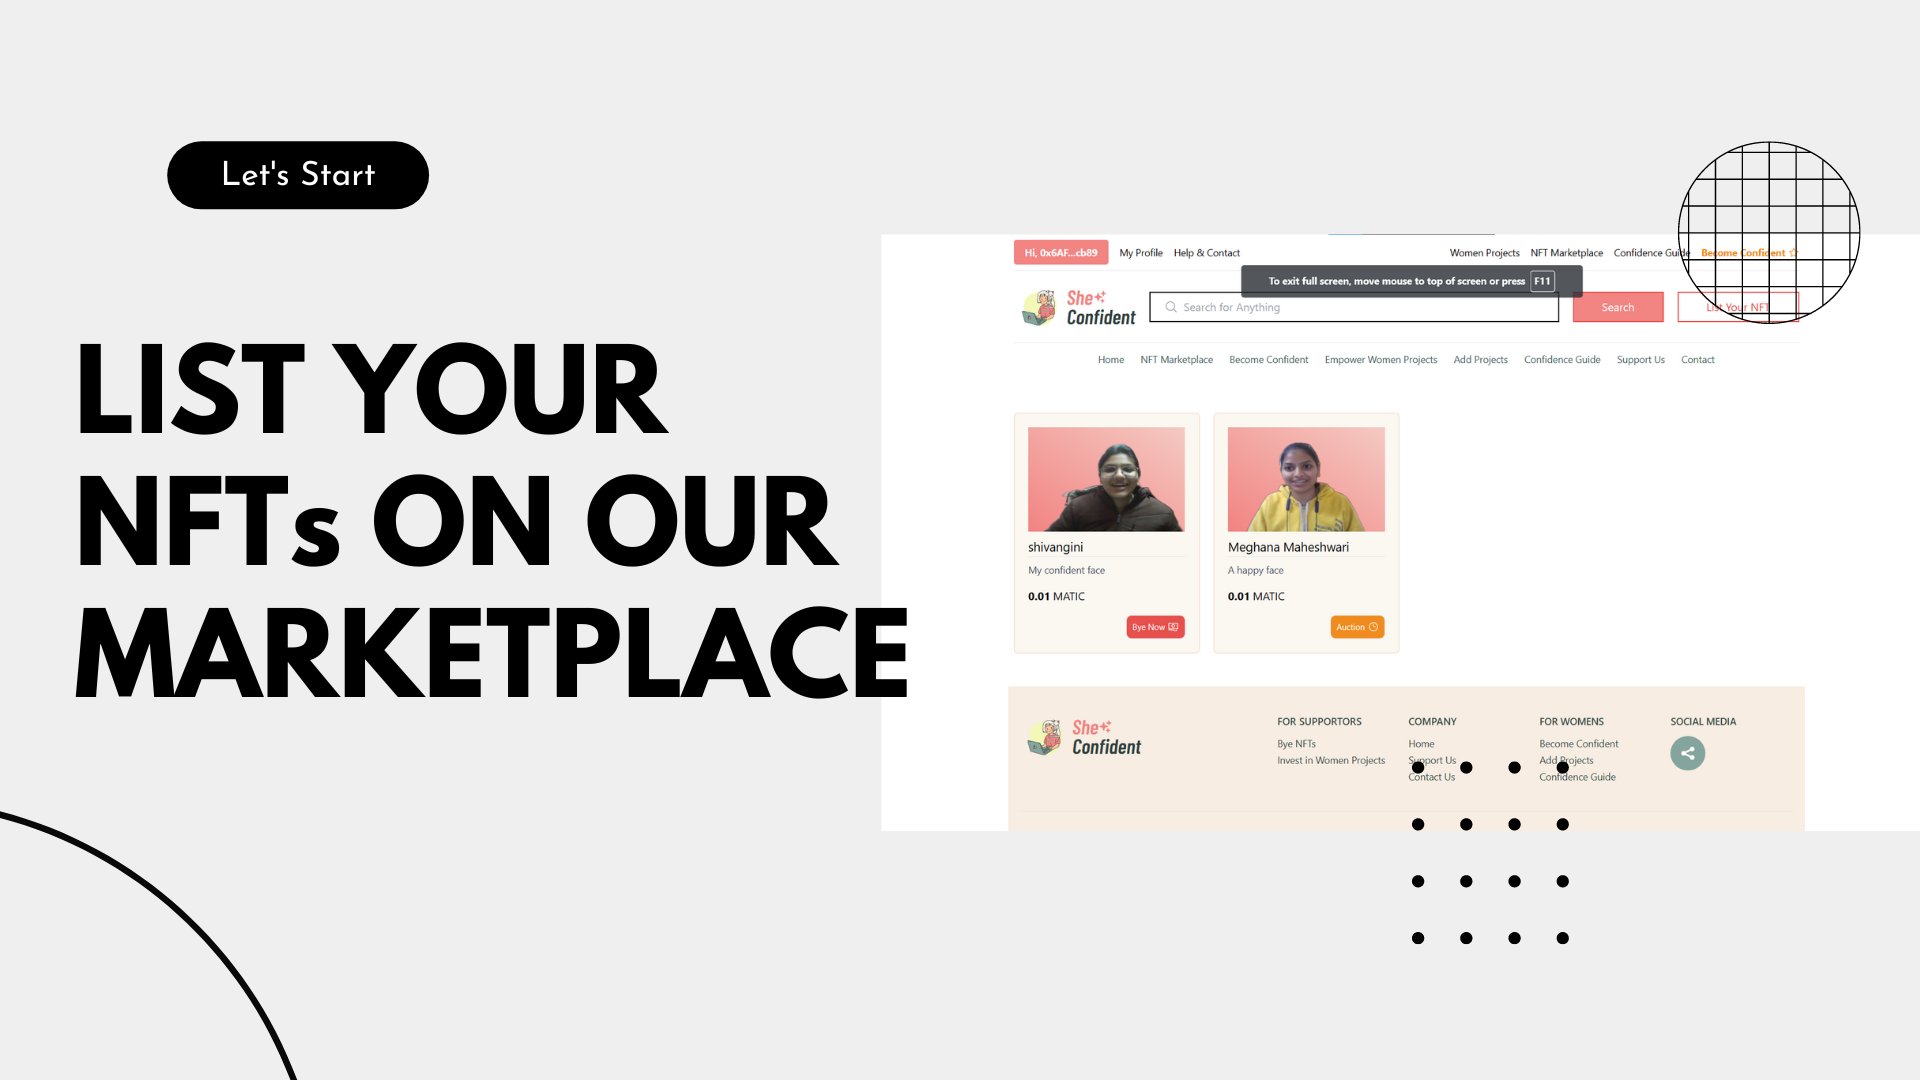 Let's Start
LIST YOUR
NFTs ON OUR
MARKETPLACE
Hi, 0x6AF...cb89 My Profile Help & Contact Women Projects NFT Marketplace Confidence Guide Become Confident
To exit full screen, move mouse to top of screen or press F11
She
Confident
Search for Anything
Search
List Your NFT
Home NFT Marketplace Become Confident Empower Women Projects Add Projects Confidence Guide Support Us Contact
shivangini
My confident face
0.01 MATIC
Bye Now
Meghana Maheshwari
A happy face
0.01 MATIC
Auction
She
Confident
FOR SUPPORTORS
Bye NFTs
Invest in Women Projects
COMPANY
Home
Support Us
Contact Us
FOR WOMENS
Become Confident
Add Projects
Confidence Guide
SOCIAL MEDIA